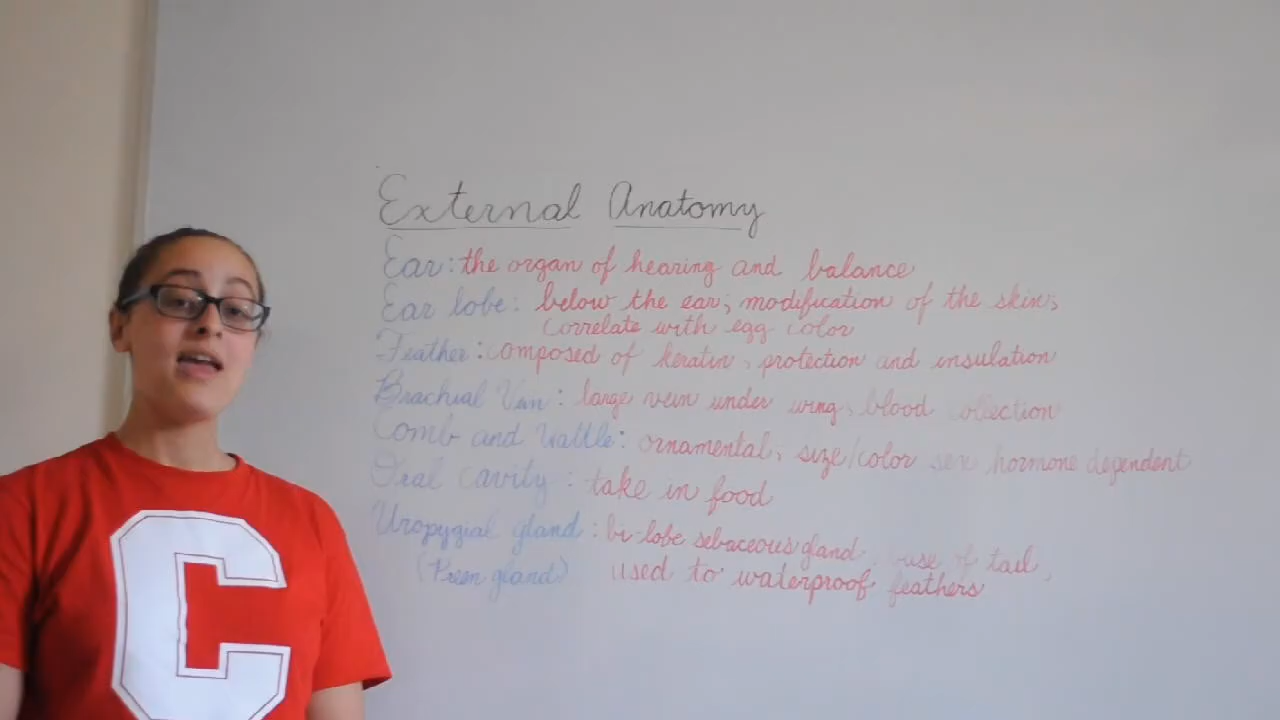 External Anatomy
Ear: the organ of hearing and balance
Ear lobe: below the ear; modification of the skin;
correlate with egg color
Feather: composed of keratin, protection and insulation
Brachial Vein: large vein under wing, blood collection
Comb and Wattle: ornamental, size/color sex hormone dependent
Oral cavity: take in food
Uropygial gland: bi-lobe sebaceous gland, base of tail,
(Preen gland) used to waterproof feathers
C